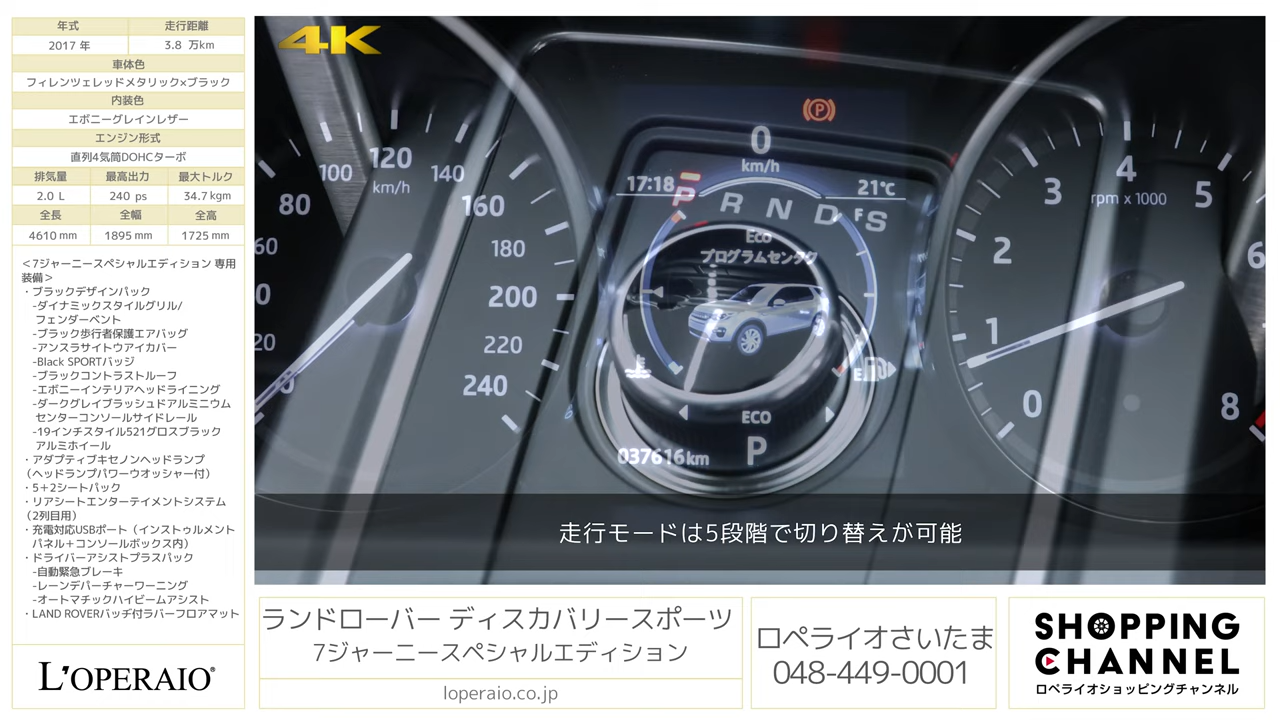 年式 走行距離
2017 年 3.8 万km
車体色
フィレンツェレッドメタリック×ブラック
内装色
エボニーグレインレザー
エンジン形式
直列4気筒DOHCターボ
排気量 最高出力 最大トルク
2.0 L 240 ps 34.7 kgm
全長 全幅 全高
4610 mm 1895 mm 1725 mm
＜7ジャーニースペシャルエディション 専用
装備＞
・ブラックデザインパック
-ダイナミックスタイルグリル/
フェンダーベント
-ブラック歩行者保護エアバッグ
-アンスラサイトウアイカバー
-Black SPORTバッジ
-ブラックコントラストルーフ
-エボニーインテリアヘッドライニング
-ダークグレイブラッシュドアルミニウム
センターコンソールサイドレール
-19インチスタイル521グロスブラック
アルミホイール
・アダプティブキセノンヘッドランプ
（ヘッドランプパワーウオッシャー付）
・5＋2シートパック
・リアシートエンターテイメントシステム
（2列目用）
・充電対応USBポート（インストゥルメント
パネル＋コンソールボックス内）
・ドライバーアシストプラスパック
-自動緊急ブレーキ
-レーンデパーチャーワーニング
-オートマチックハイビームアシスト
・LAND ROVERバッヂ付ラバーフロアマット
L'OPERAIO®
4K
20
60
80
100
120
km/h
140
160
180
200
220
240
0
km/h
17:18
21℃
P R N D S
Eco
プログラムセンタク
F
E
ECO
P
037616km
0
1
2
3
4
rpm x 1000
5
6
8
走行モードは5段階で切り替えが可能
ランドローバー ディスカバリースポーツ
7ジャーニースペシャルエディション
loperaio.co.jp
ロペライオさいたま
048-449-0001
SHOPPING
CHANNEL
ロペライオショッピングチャンネル